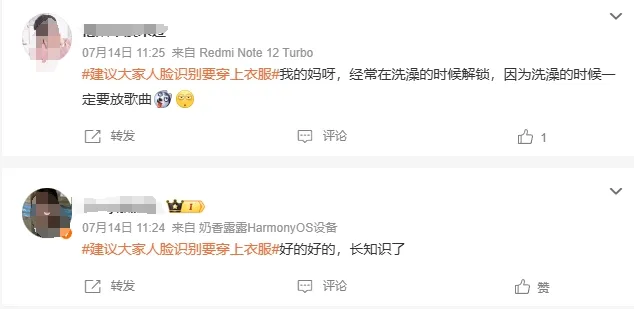 07月14日 11:25 来自 Redmi Note 12 Turbo
#建议大家人脸识别要穿上衣服#我的妈呀，经常在洗澡的时候解锁，因为洗澡的时候一
定要放歌曲
转发 评论 1
I
07月14日 11:24 来自 奶香露露HarmonyOS设备
#建议大家人脸识别要穿上衣服#好的好的，长知识了
转发 评论 赞